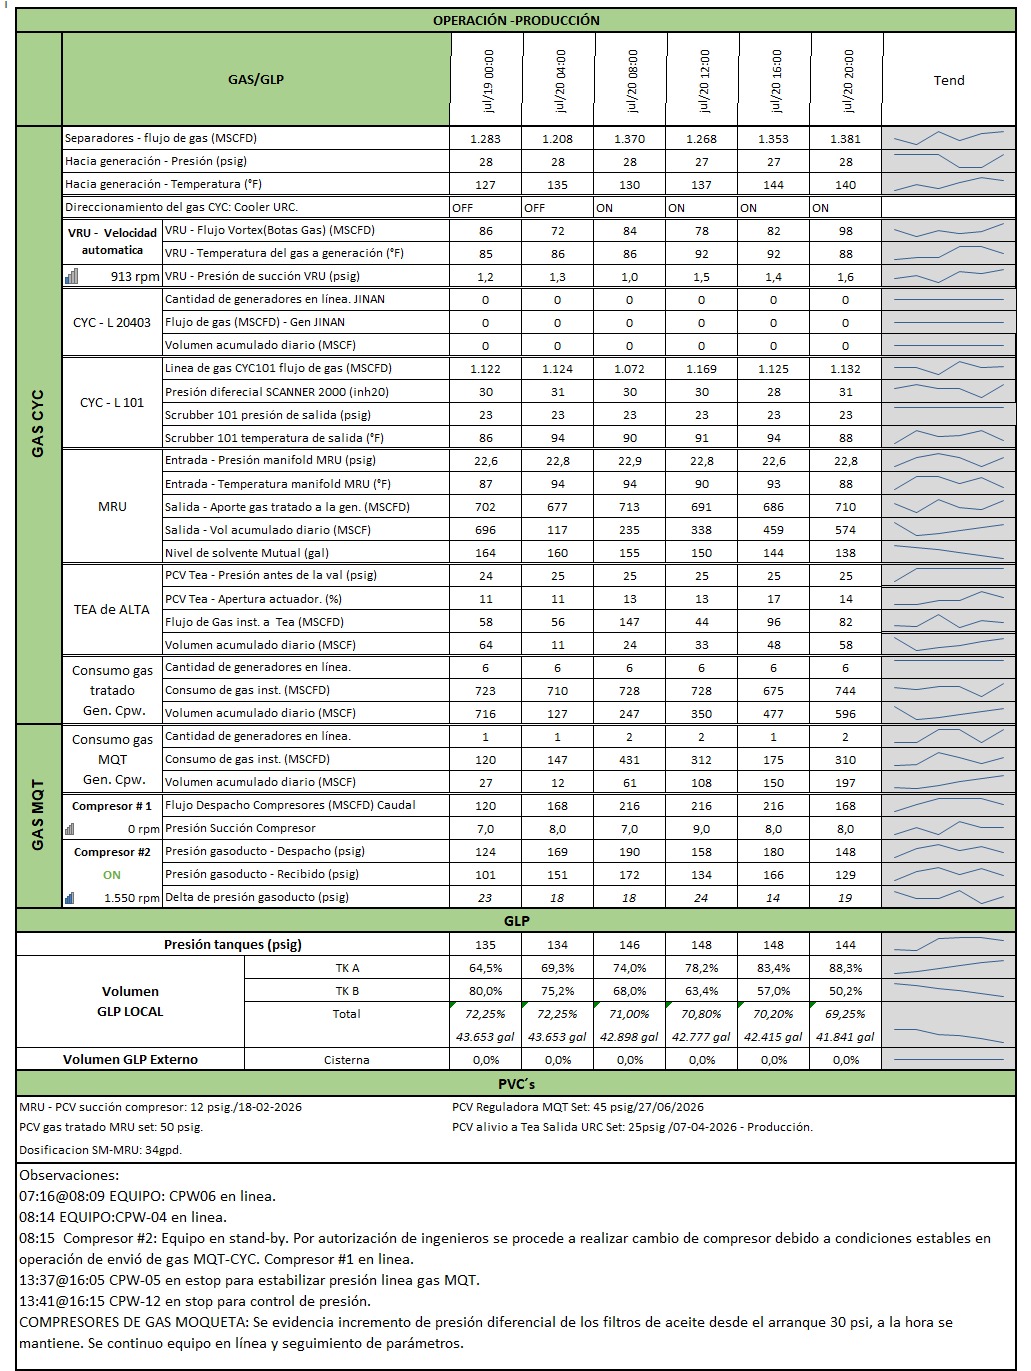 OPERACIÓN -PRODUCCIÓN
GAS/GLP jul/19 00:00 jul/20 04:00 jul/20 08:00 jul/20 12:00 jul/20 16:00 jul/20 20:00 Tend
GAS CYC
Separadores - flujo de gas (MSCFD) 1.283 1.208 1.370 1.268 1.353 1.381
Hacia generación - Presión (psig) 28 28 28 27 27 28
Hacia generación - Temperatura (°F) 127 135 130 137 144 140
Direccionamiento del gas CYC: Cooler URC. OFF OFF ON ON ON ON
VRU - Velocidad automatica
913 rpm
VRU - Flujo Vortex(Botas Gas) (MSCFD) 86 72 84 78 82 98
VRU - Temperatura del gas a generación (°F) 85 86 86 92 92 88
VRU - Presión de succión VRU (psig) 1,2 1,3 1,0 1,5 1,4 1,6
CYC - L 20403
Cantidad de generadores en línea. JINAN 0 0 0 0 0 0
Flujo de gas (MSCFD) - Gen JINAN 0 0 0 0 0 0
Volumen acumulado diario (MSCF) 0 0 0 0 0 0
CYC - L 101
Linea de gas CYC101 flujo de gas (MSCFD) 1.122 1.124 1.072 1.169 1.125 1.132
Presión diferecial SCANNER 2000 (inh20) 30 31 30 30 28 31
Scrubber 101 presión de salida (psig) 23 23 23 23 23 23
Scrubber 101 temperatura de salida (°F) 86 94 90 91 94 88
MRU
Entrada - Presión manifold MRU (psig) 22,6 22,8 22,9 22,8 22,6 22,8
Entrada - Temperatura manifold MRU (°F) 87 94 94 90 93 88
Salida - Aporte gas tratado a la gen. (MSCFD) 702 677 713 691 686 710
Salida - Vol acumulado diario (MSCF) 696 117 235 338 459 574
Nivel de solvente Mutual (gal) 164 160 155 150 144 138
TEA de ALTA
PCV Tea - Presión antes de la val (psig) 24 25 25 25 25 25
PCV Tea - Apertura actuador. (%) 11 11 13 13 17 14
Flujo de Gas inst. a Tea (MSCFD) 58 56 147 44 96 82
Volumen acumulado diario (MSCF) 64 11 24 33 48 58
Consumo gas tratado Gen. Cpw.
Cantidad de generadores en línea. 6 6 6 6 6 6
Consumo de gas inst. (MSCFD) 723 710 728 728 675 744
Volumen acumulado diario (MSCF) 716 127 247 350 477 596
GAS MQT
Consumo gas MQT Gen. Cpw.
Cantidad de generadores en línea. 1 1 2 2 1 2
Consumo de gas inst. (MSCFD) 120 147 431 312 175 310
Volumen acumulado diario (MSCF) 27 12 61 108 150 197
Compresor # 1
0 rpm
Flujo Despacho Compresores (MSCFD) Caudal 120 168 216 216 216 168
Presión Succión Compresor 7,0 8,0 7,0 9,0 8,0 8,0
Compresor #2
ON
1.550 rpm
Presión gasoducto - Despacho (psig) 124 169 190 158 180 148
Presión gasoducto - Recibido (psig) 101 151 172 134 166 129
Delta de presión gasoducto (psig) 23 18 18 24 14 19
GLP
Presión tanques (psig) 135 134 146 148 148 144
Volumen
GLP LOCAL
TK A 64,5% 69,3% 74,0% 78,2% 83,4% 88,3%
TK B 80,0% 75,2% 68,0% 63,4% 57,0% 50,2%
Total 72,25% 72,25% 71,00% 70,80% 70,20% 69,25%
43.653 gal 43.653 gal 42.898 gal 42.777 gal 42.415 gal 41.841 gal
Volumen GLP Externo Cisterna 0,0% 0,0% 0,0% 0,0% 0,0% 0,0%
PVC´s
MRU - PCV succión compresor: 12 psig./18-02-2026 PCV Reguladora MQT Set: 45 psig/27/06/2026
PCV gas tratado MRU set: 50 psig. PCV alivio a Tea Salida URC Set: 25psig /07-04-2026 - Producción.
Dosificacion SM-MRU: 34gpd.
Observaciones:
07:16@08:09 EQUIPO: CPW06 en linea.
08:14 EQUIPO:CPW-04 en linea.
08:15 Compresor #2: Equipo en stand-by. Por autorización de ingenieros se procede a realizar cambio de compresor debido a condiciones estables en
operación de envió de gas MQT-CYC. Compresor #1 en linea.
13:37@16:05 CPW-05 en estop para estabilizar presión linea gas MQT.
13:41@16:15 CPW-12 en stop para control de presión.
COMPRESORES DE GAS MOQUETA: Se evidencia incremento de presión diferencial de los filtros de aceite desde el arranque 30 psi, a la hora se
mantiene. Se continuo equipo en línea y seguimiento de parámetros.